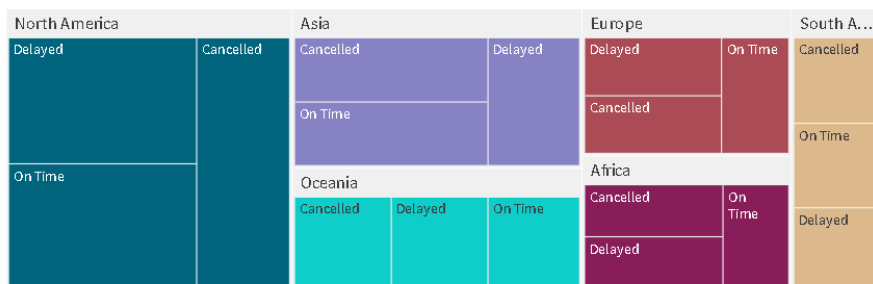 North America
Delayed
Cancelled
On Time
Asia
Cancelled
Delayed
On Time
Oceania
Cancelled
Delayed
On Time
Europe
Delayed
On Time
Cancelled
Africa
Cancelled
On
Time
Delayed
South A...
Cancelled
On Time
Delayed